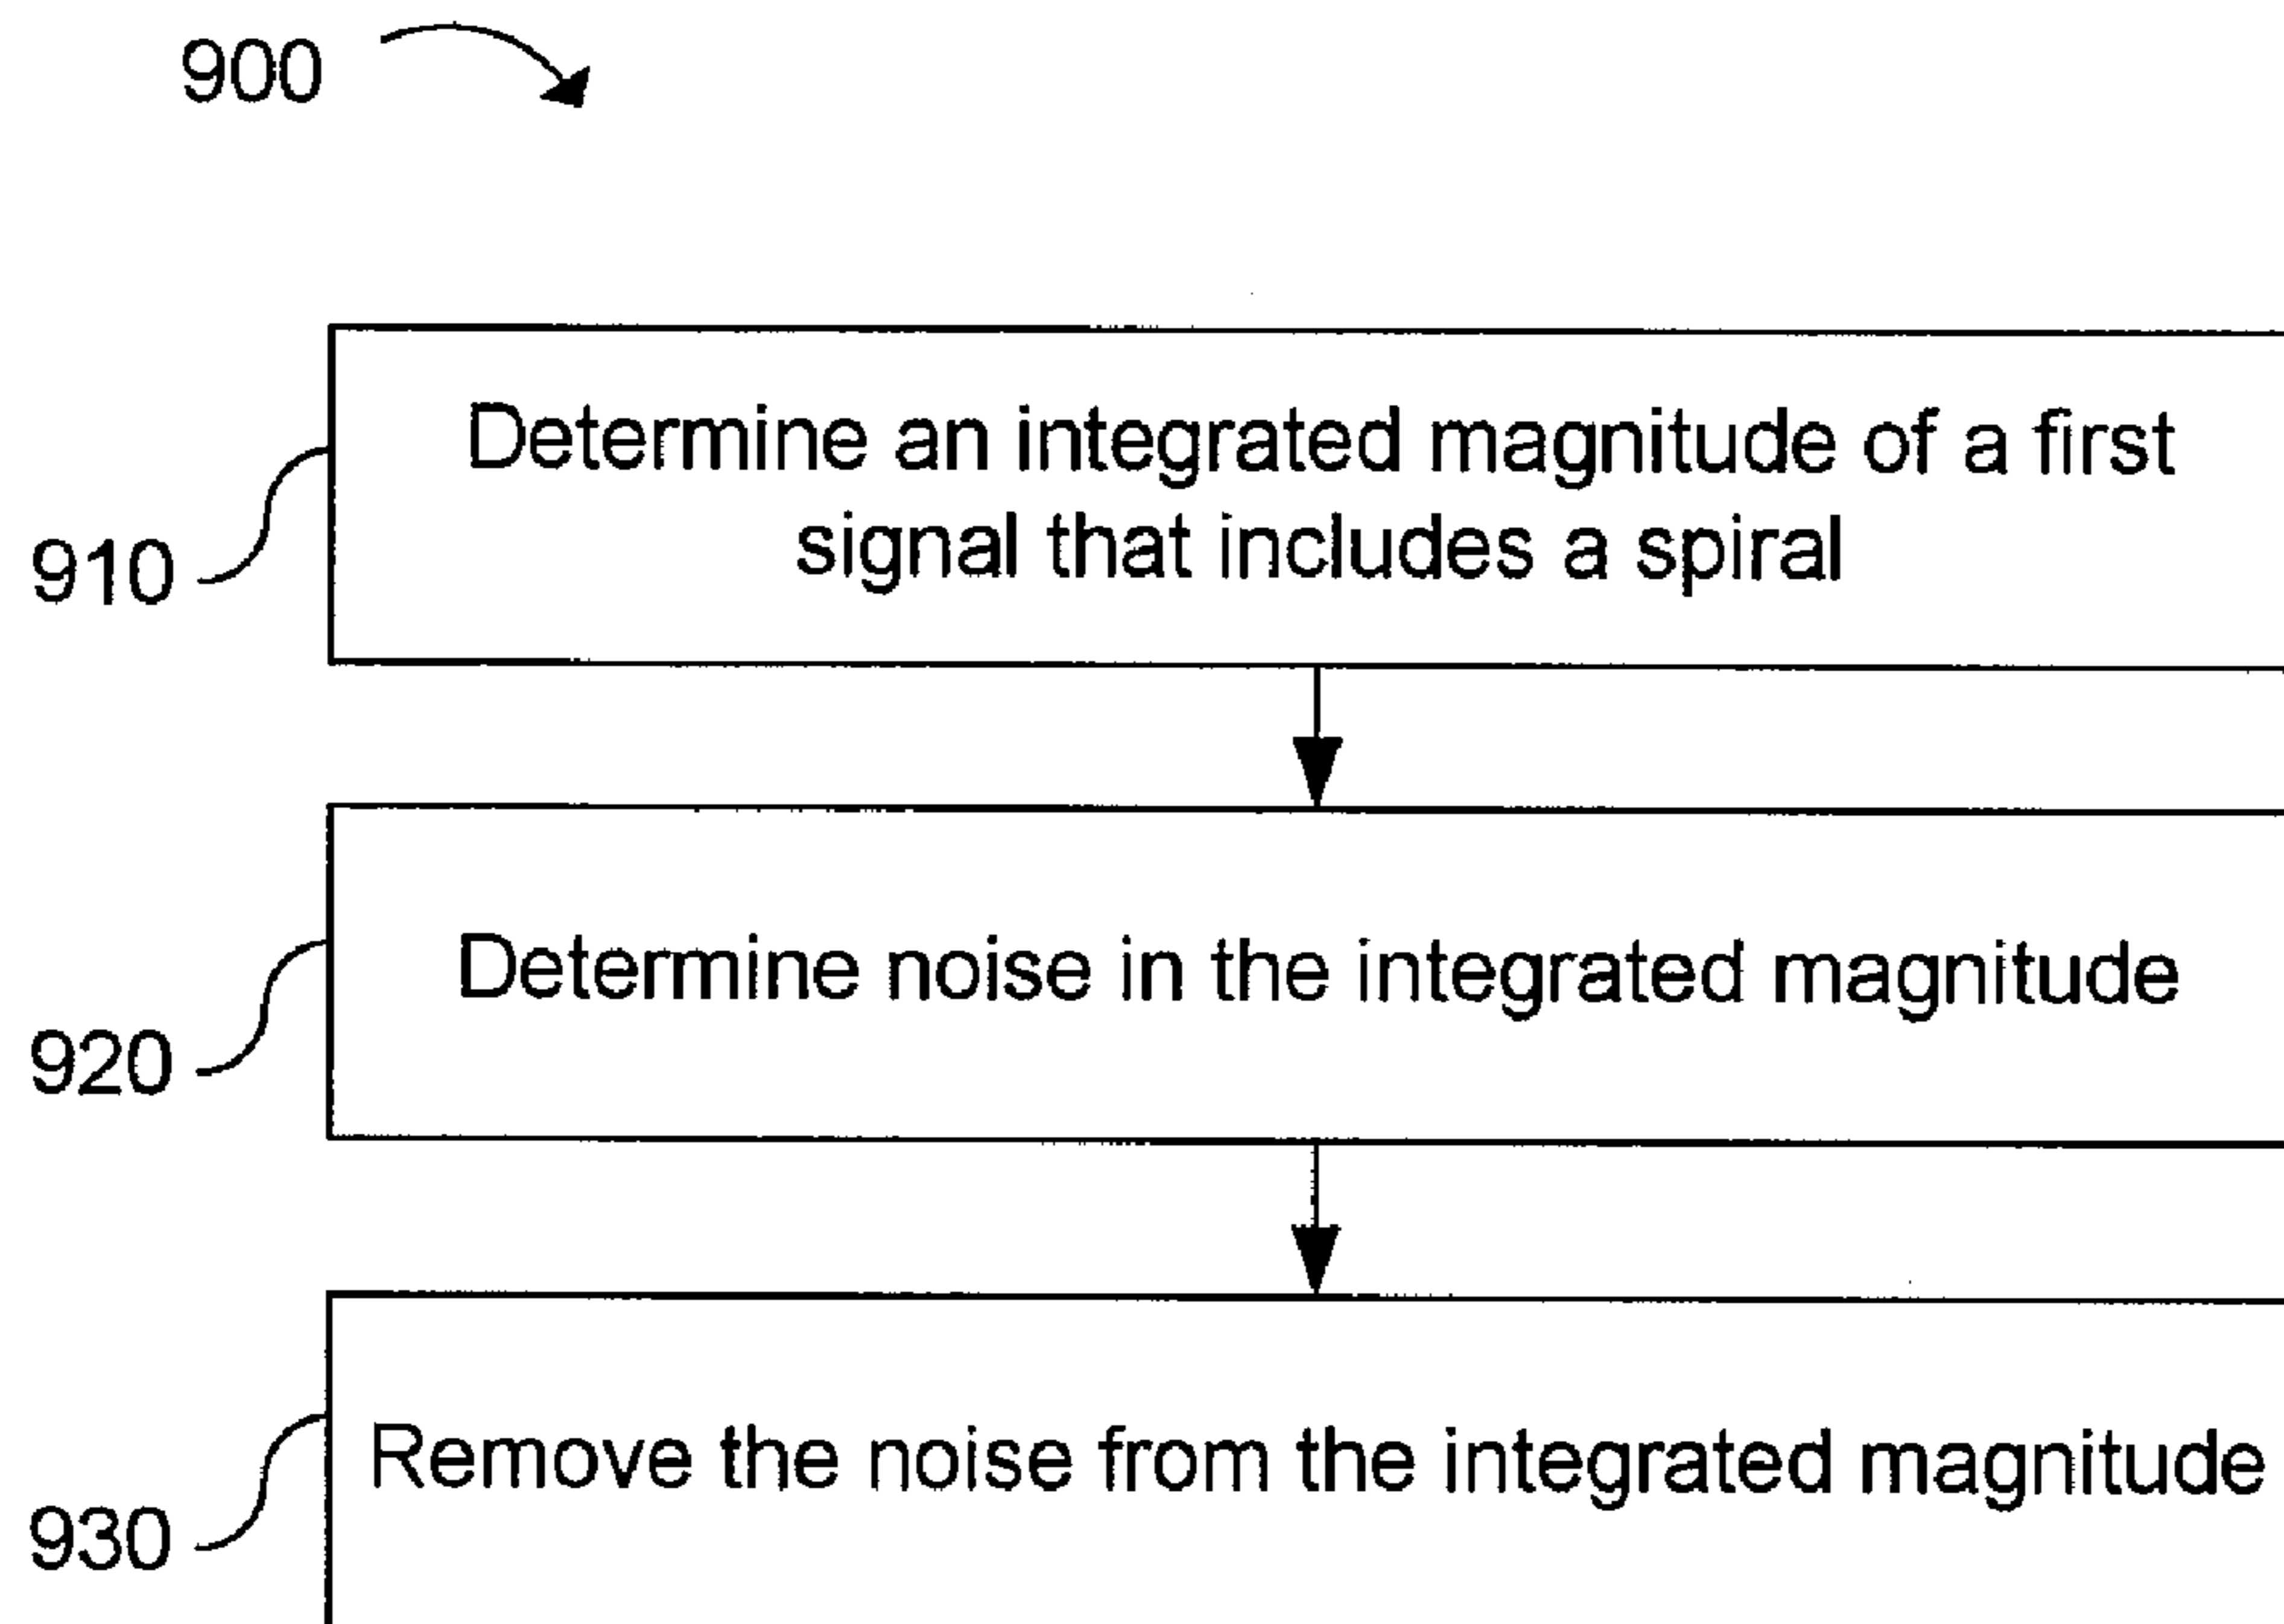 900
Determine an integrated magnitude of a first
signal that includes a spiral
910
Determine noise in the integrated magnitude
920
Remove the noise from the integrated magnitude
930